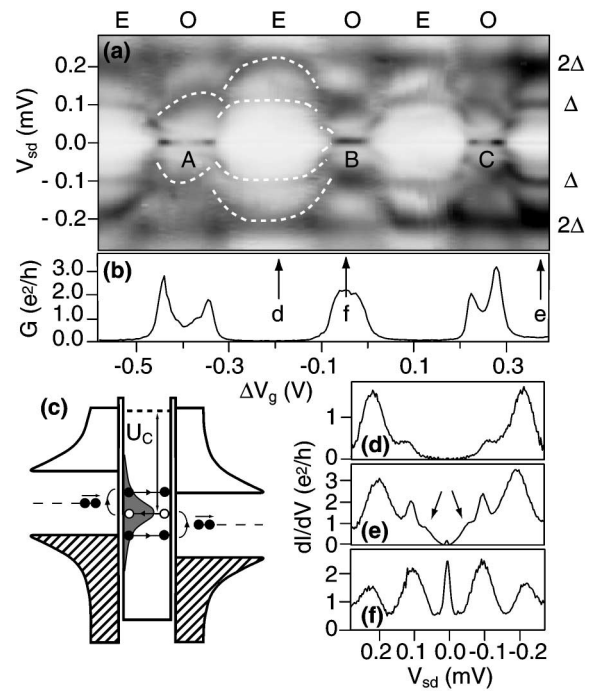 E O E O E O
(a)
V_sd (mV)
0.2
0.1
0.0
- 0.1
- 0.2
A B C
2Δ
Δ
Δ
2Δ
(b)
G (e²/h)
3.0
2.0
1.0
0.0
d f e
-0.5 -0.3 -0.1 0.1 0.3
ΔV_g (V)
(c)
U_C
dI/dV (e²/h)
1
0
(d)
3
2
1
0
(e)
2
1
0
(f)
0.2 0.1 0.0 -0.1 -0.2
V_sd (mV)